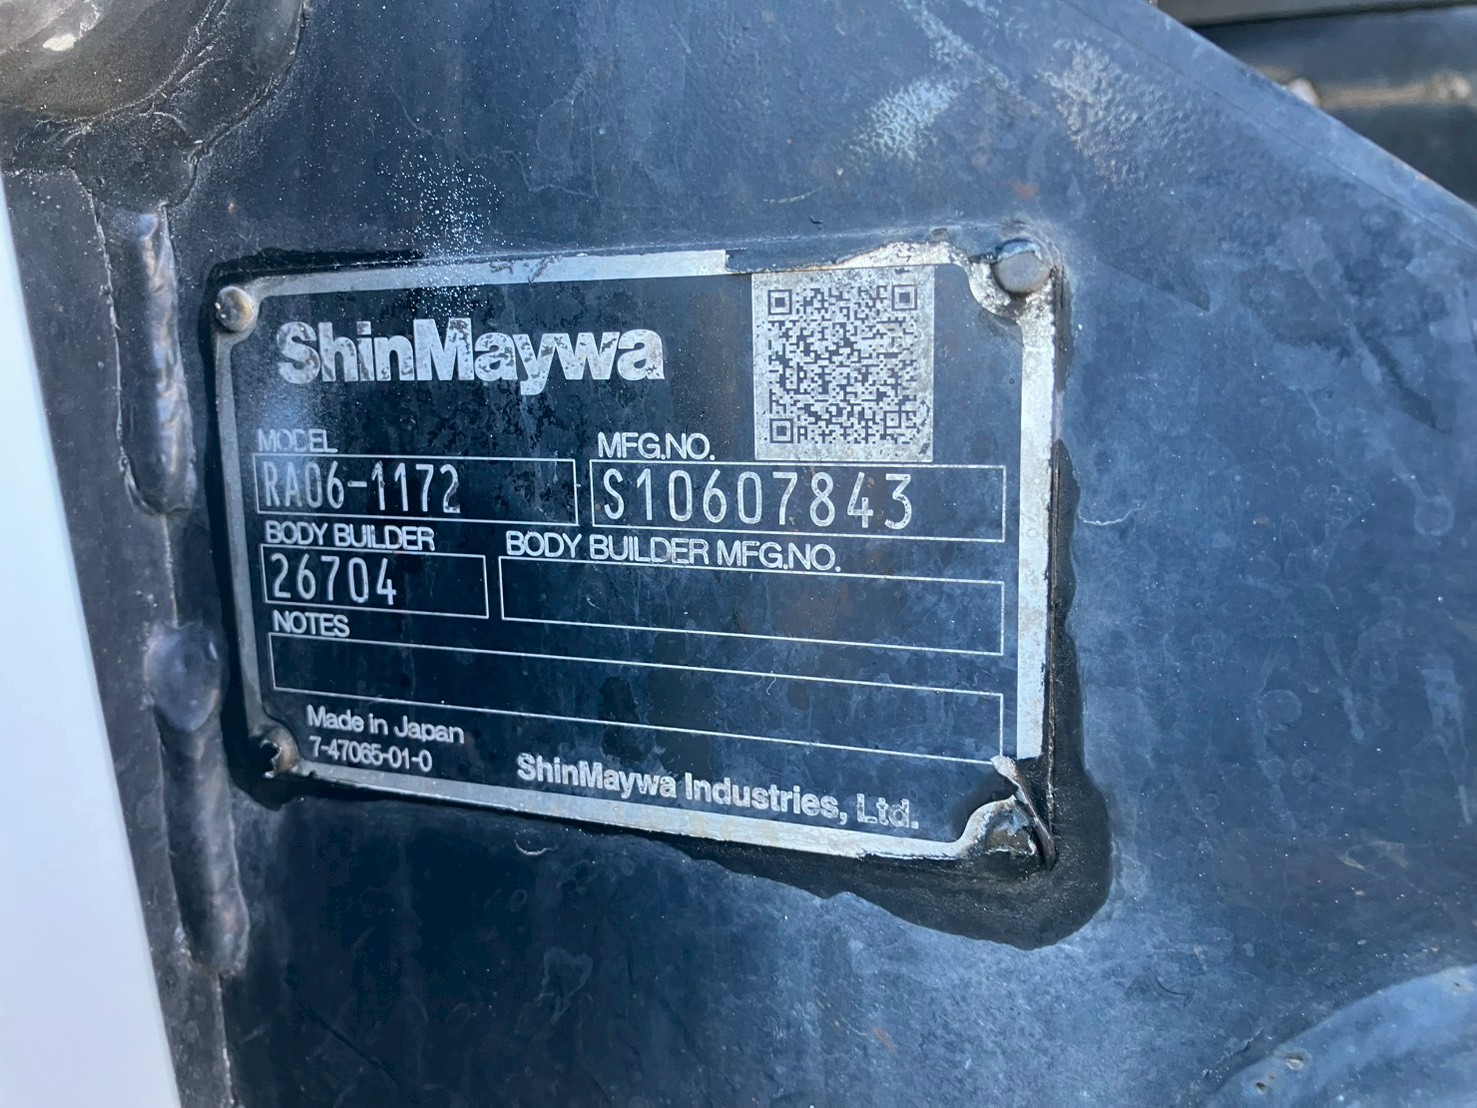 ShinMaywa
MODEL
RA06-1172
MFG.NO.
S10607843
BODY BUILDER
26704
BODY BUILDER MFG.NO.
NOTES
Made in Japan
7-47065-01-0
ShinMaywa Industries, Ltd.